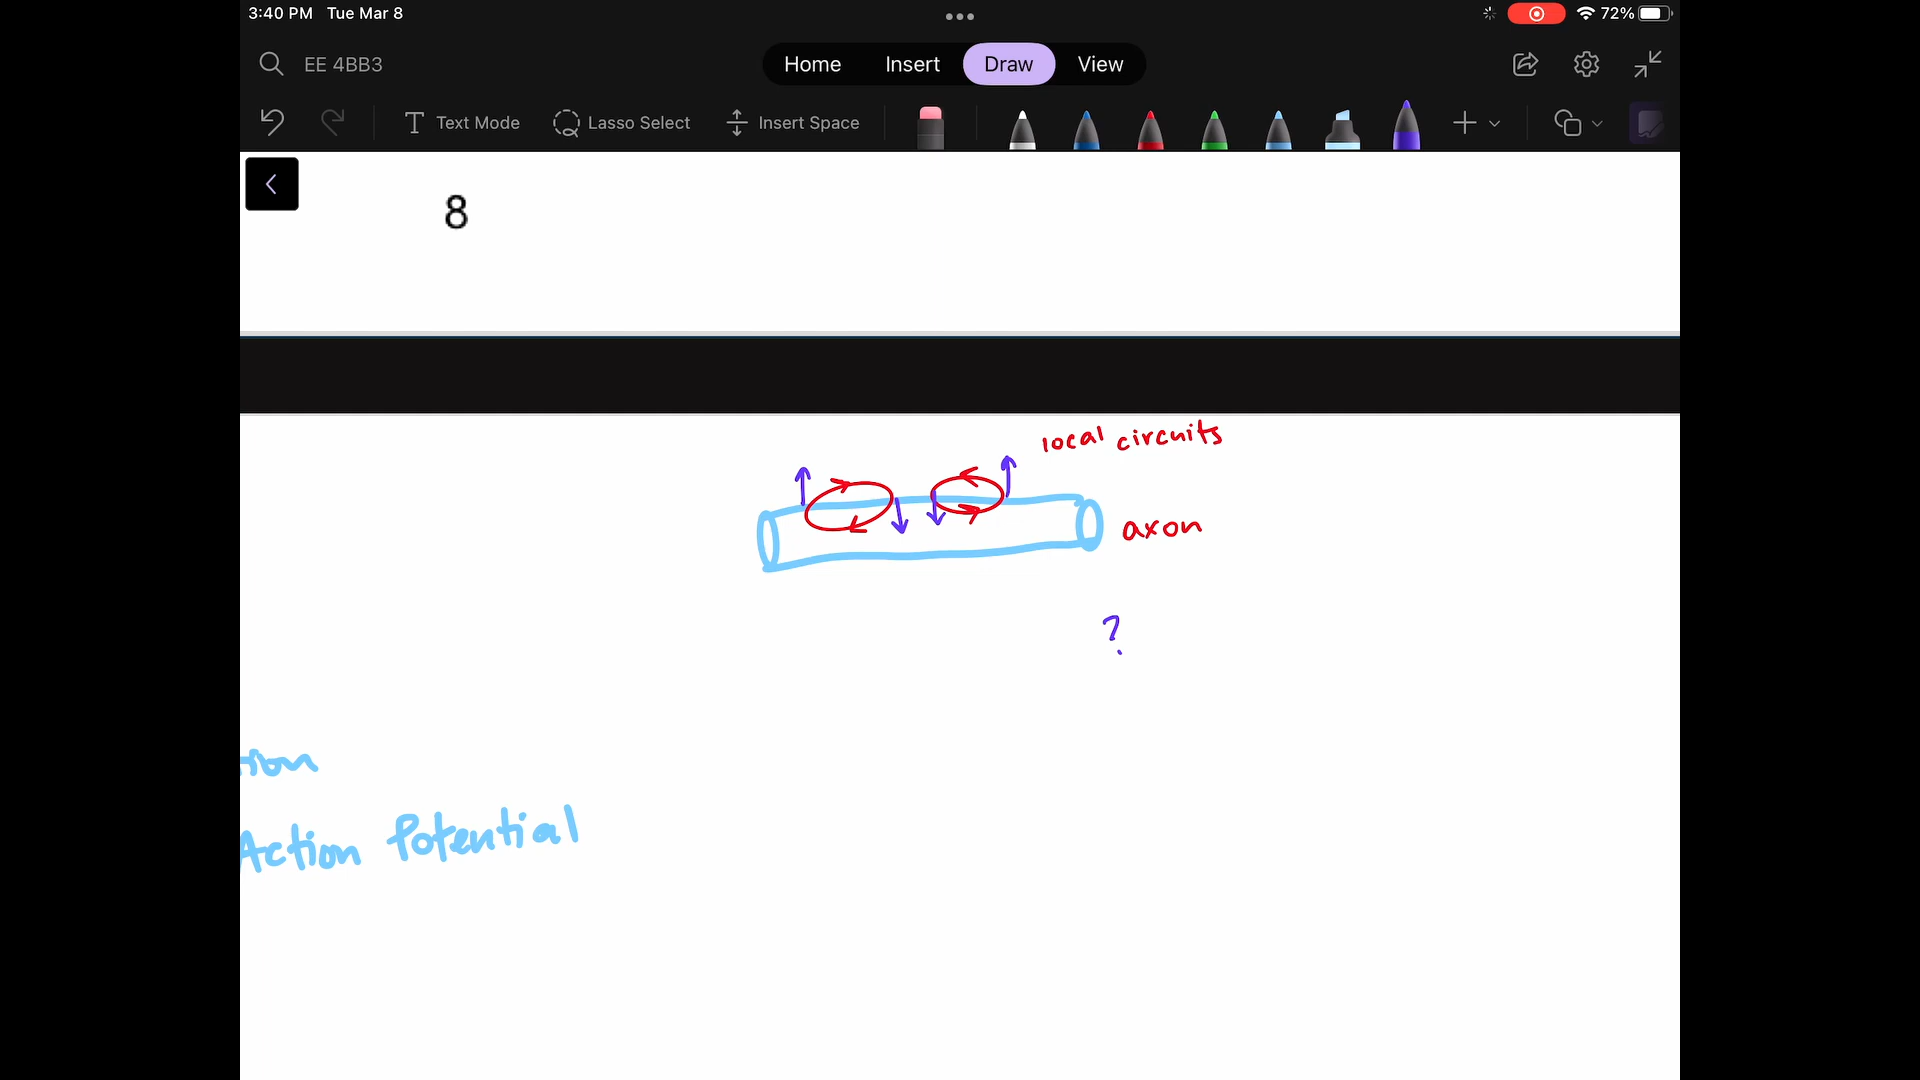 3:40 PM Tue Mar 8
72%
EE 4BB3
Home Insert Draw View
Text Mode Lasso Select Insert Space
8
local circuits
axon
?
Action Potential